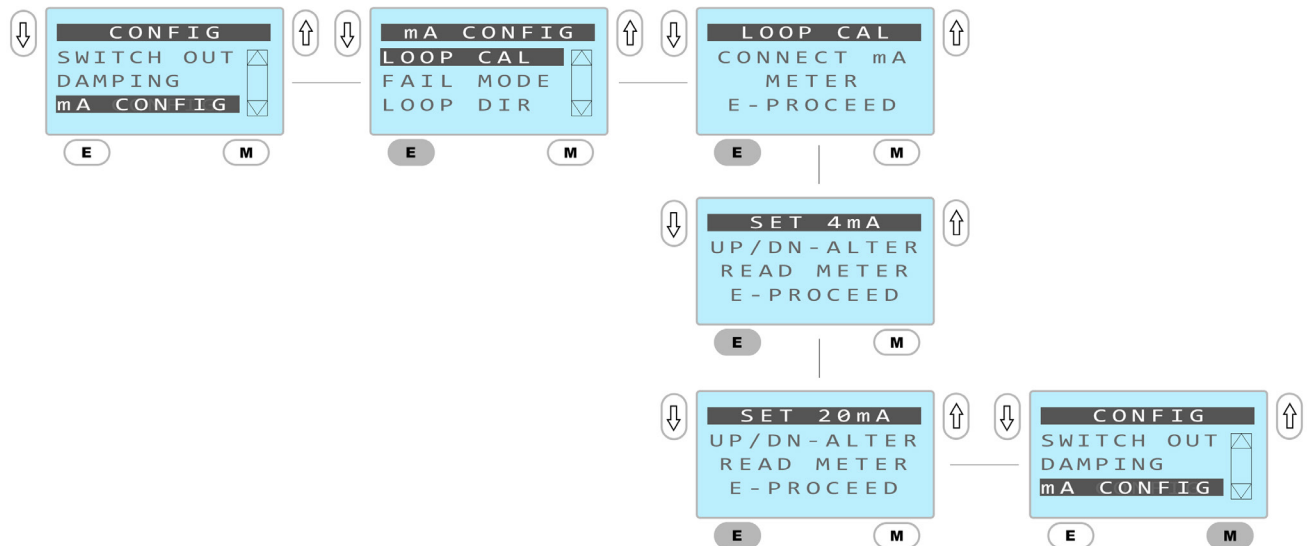 CONFIG
SWITCH OUT
DAMPING
mA CONFIG
E
M
mA CONFIG
LOOP CAL
FAIL MODE
LOOP DIR
E
M
LOOP CAL
CONNECT mA
METER
E-PROCEED
E
M
SET 4mA
UP/DN-ALTER
READ METER
E-PROCEED
E
M
SET 20mA
UP/DN-ALTER
READ METER
E-PROCEED
E
M
CONFIG
SWITCH OUT
DAMPING
mA CONFIG
E
M